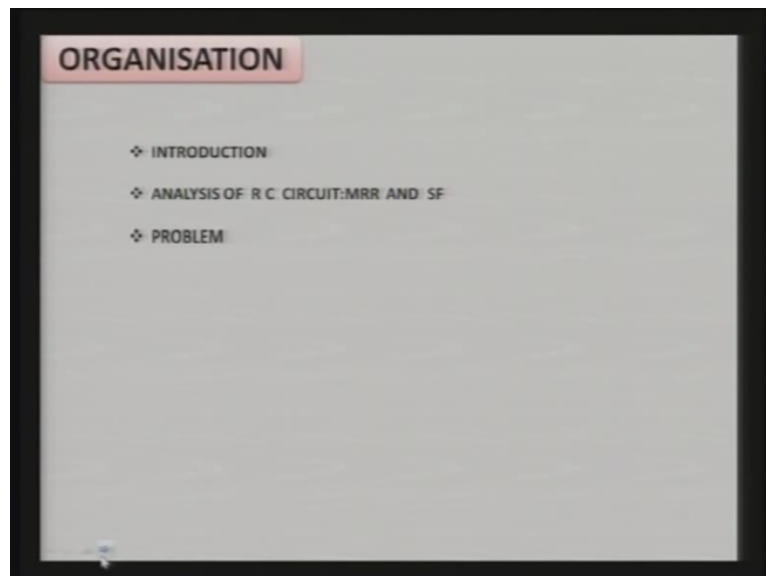 ORGANISATION
❖ INTRODUCTION
❖ ANALYSIS OF R C CIRCUIT:MRR AND SF
❖ PROBLEM